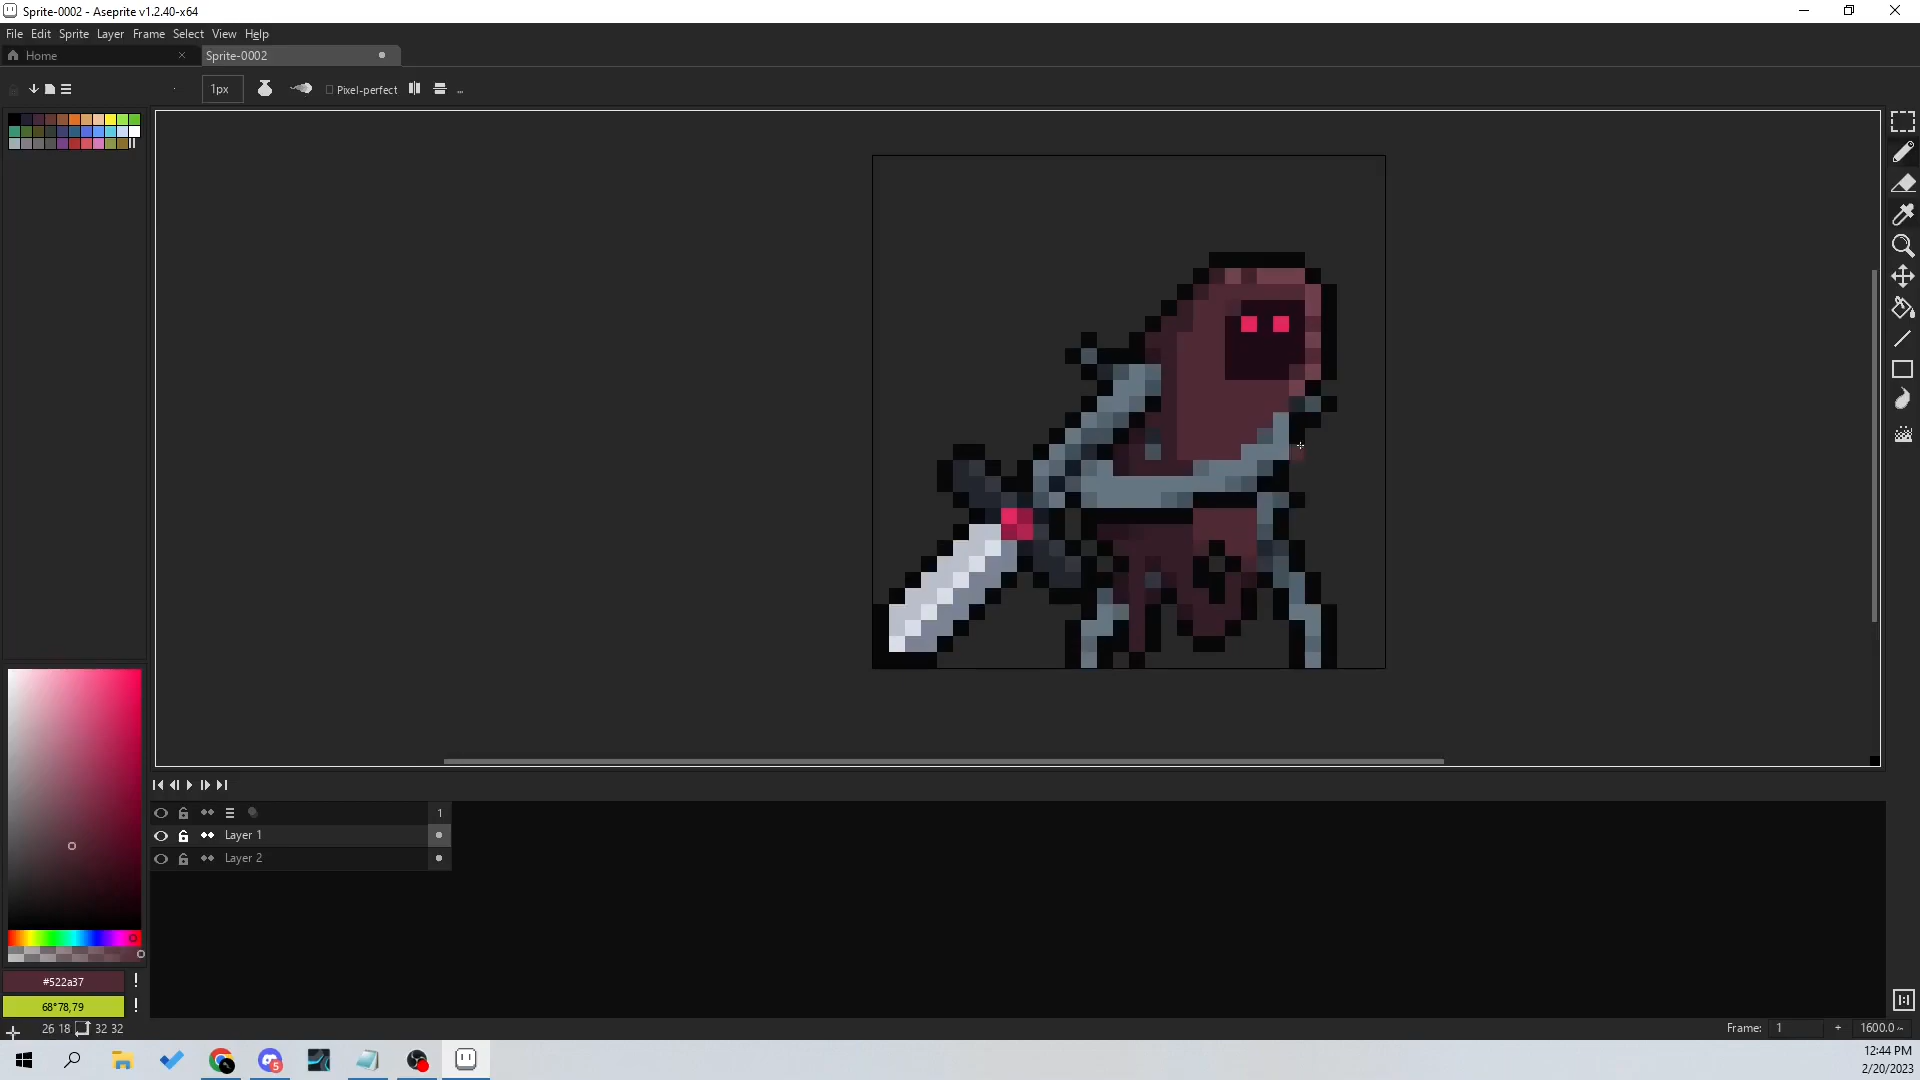 Sprite-0002 - Aseprite v1.2.40-x64
File Edit Sprite Layer Frame Select View Help
Home Sprite-0002
1px Pixel-perfect ...
1
Layer 1
Layer 2
#522a37 !
68°78,79 !
26 18 32 32 Frame: 1 + 1600.0
5 12:44 PM
2/20/2023